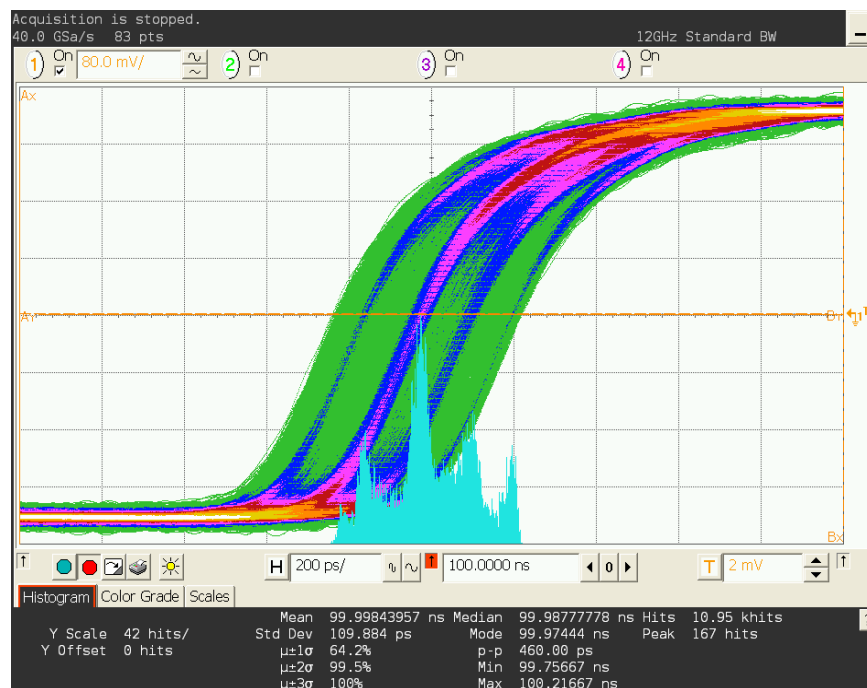 Acquisition is stopped.
40.0 GSa/s 83 pts 12GHz Standard BW
1 On 80.0 mV/ 2 On 3 On 4 On
Ax
AY BY 1T
Bx
H 200 ps/ T 100.0000 ns 0 T 2 mV
Histogram Color Grade Scales
Mean 99.99843957 ns Median 99.98777778 ns Hits 10.95 khits
Y Scale 42 hits/ Std Dev 109.884 ps Mode 99.97444 ns Peak 167 hits
Y Offset 0 hits μ±1σ 64.2% p-p 460.00 ps
μ±2σ 99.5% Min 99.75667 ns
μ±3σ 100% Max 100.21667 ns